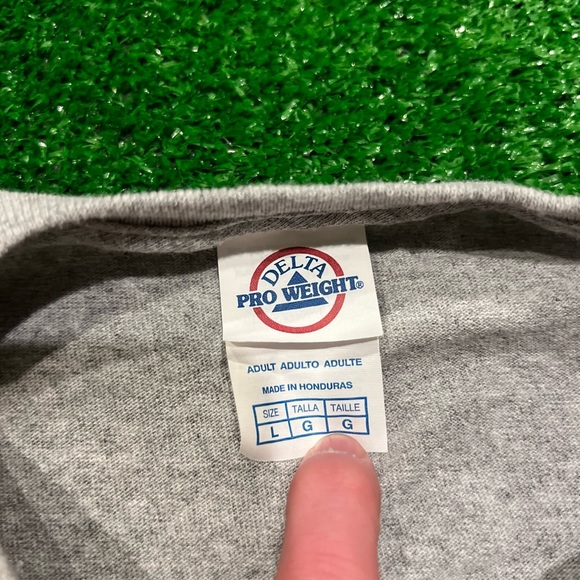 DELTA
PRO WEIGHT®
ADULT ADULTO ADULTE
MADE IN HONDURAS
SIZE TALLA TAILLE
L G G